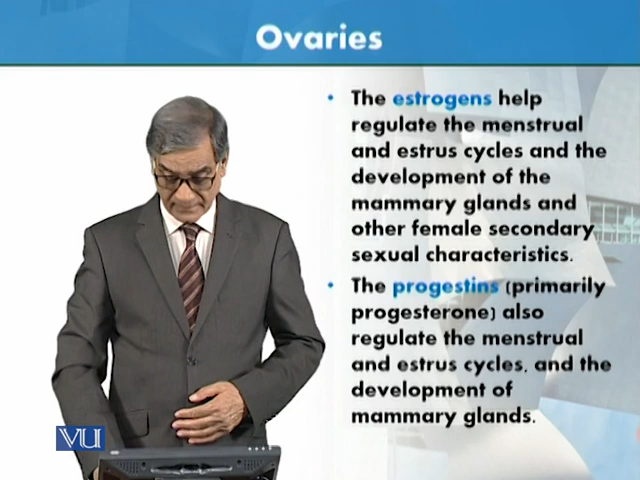 Ovaries
• The estrogens help
regulate the menstrual
and estrus cycles and the
development of the
mammary glands and
other female secondary
sexual characteristics.
• The progestins (primarily
progesterone) also
regulate the menstrual
and estrus cycles, and the
development of
mammary glands.
VU